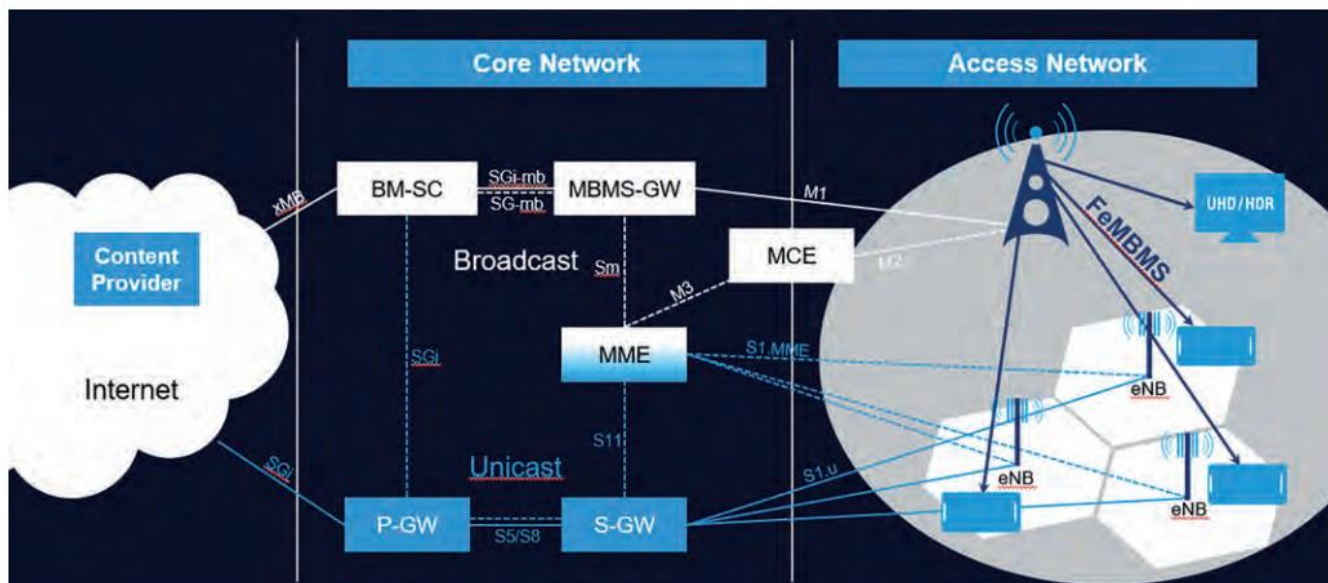 Core Network
Access Network
xMB
BM-SC
SGi-mb
SG-mb
MBMS-GW
M1
UHD/HDR
FeMBMS
Content
Provider
Broadcast
Sm
MCE
M2
M3
Internet
SGi
MME
S1.MME
eNB
S11
SGi
Unicast
S1.u
eNB
eNB
P-GW
S5/S8
S-GW